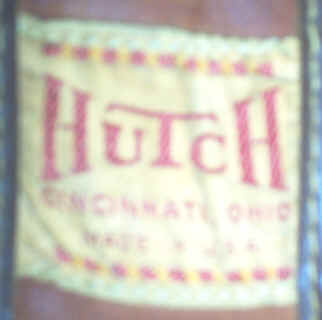 HUTCH
CINCINNATI, OHIO
MADE IN U.S.A.